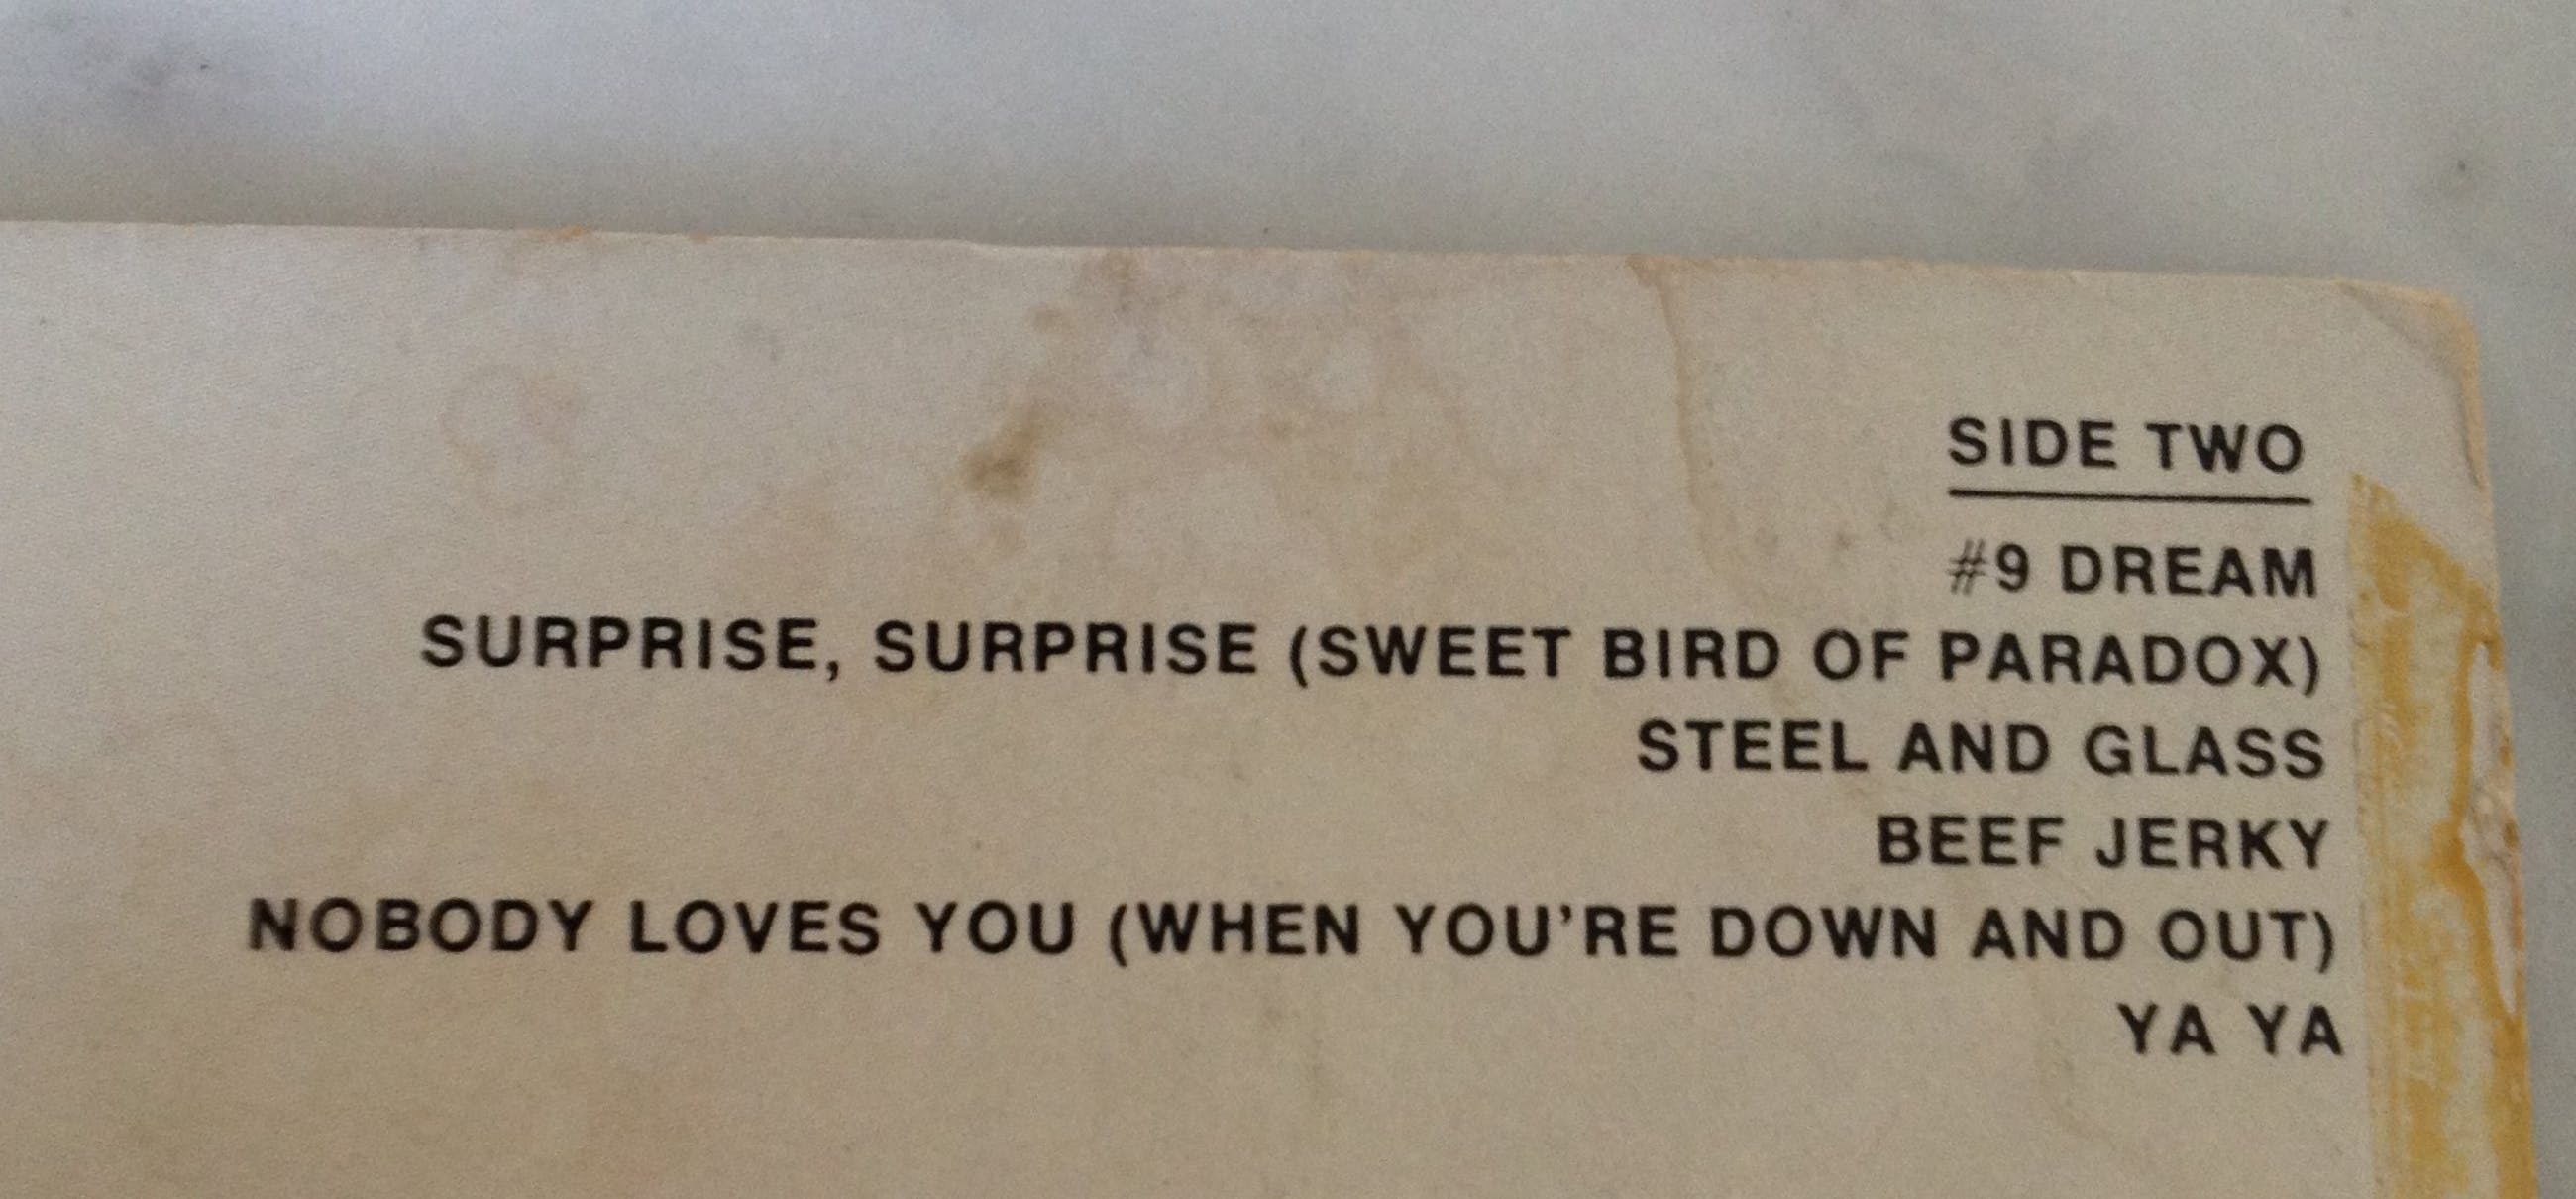 SIDE TWO
#9 DREAM
SURPRISE, SURPRISE (SWEET BIRD OF PARADOX)
STEEL AND GLASS
BEEF JERKY
NOBODY LOVES YOU (WHEN YOU'RE DOWN AND OUT)
YA YA